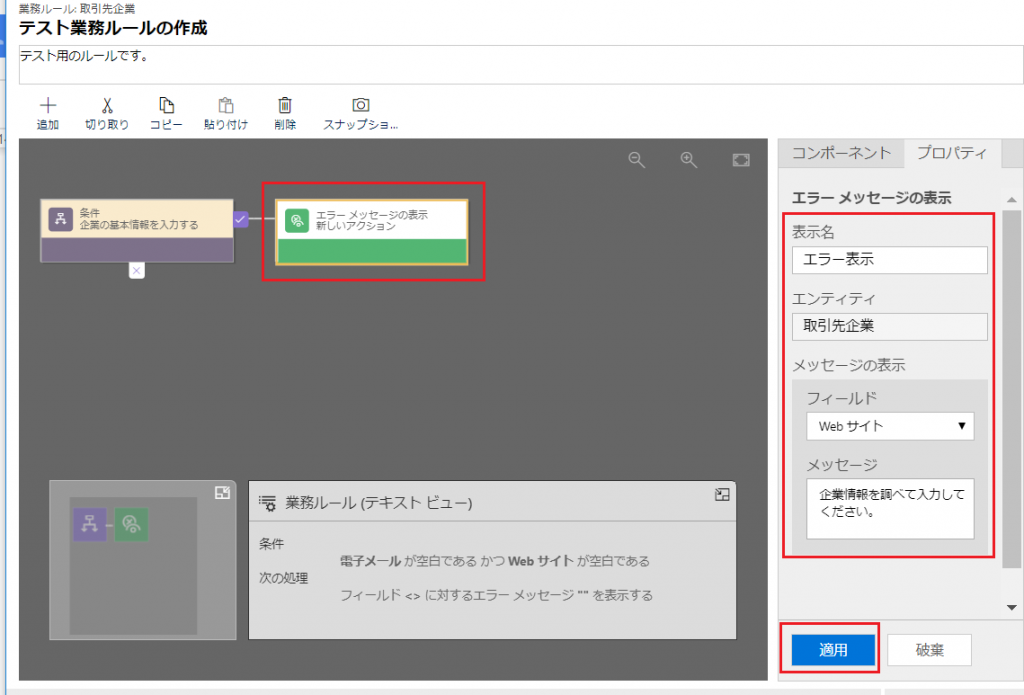 業務ルール: 取引先企業
テスト業務ルールの作成
テスト用のルールです。
追加 切り取り コピー 貼り付け 削除 スナップショ...
コンポーネント プロパティ
条件
企業の基本情報を入力する
エラー メッセージの表示
新しいアクション
エラー メッセージの表示
表示名
エラー表示
エンティティ
取引先企業
メッセージの表示
フィールド
Web サイト
メッセージ
企業情報を調べて入力して
ください。
業務ルール (テキスト ビュー)
条件
電子メール が空白である かつ Web サイト が空白である
次の処理
フィールド <> に対するエラー メッセージ "" を表示する
適用 破棄